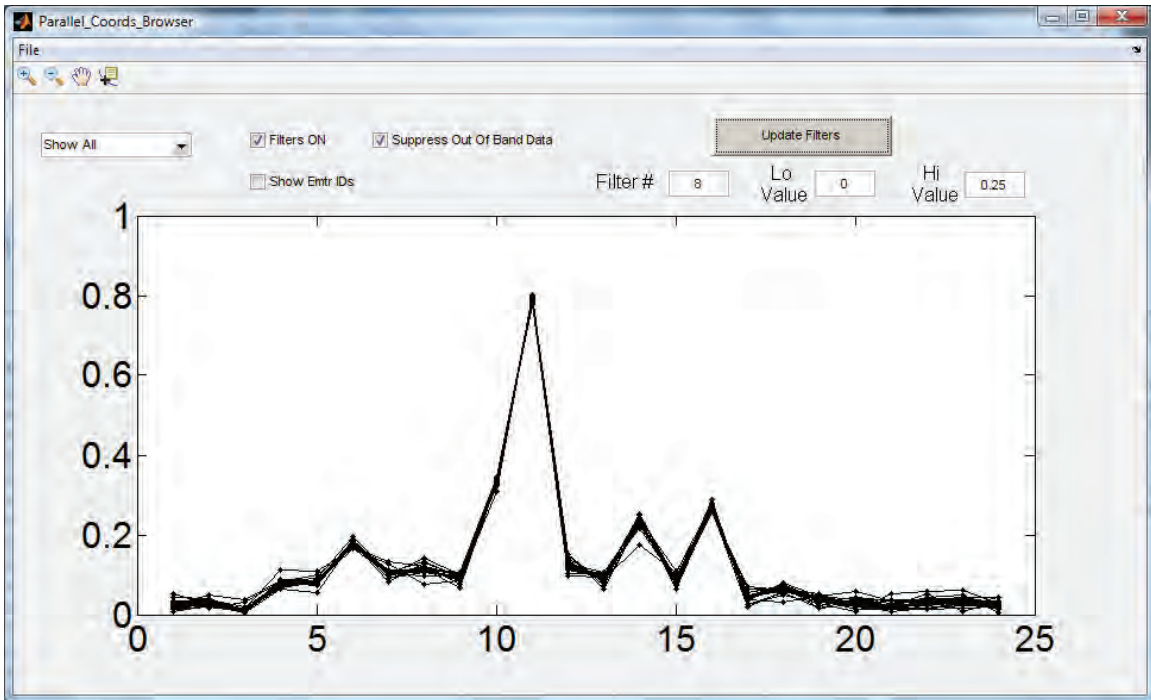 Parallel_Coords_Browser
File
Show All
Filters ON
Suppress Out Of Band Data
Update Filters
Show Emtr IDs
Filter # 8
Lo Value 0
Hi Value 0.25
1
0.8
0.6
0.4
0.2
0
0 5 10 15 20 25